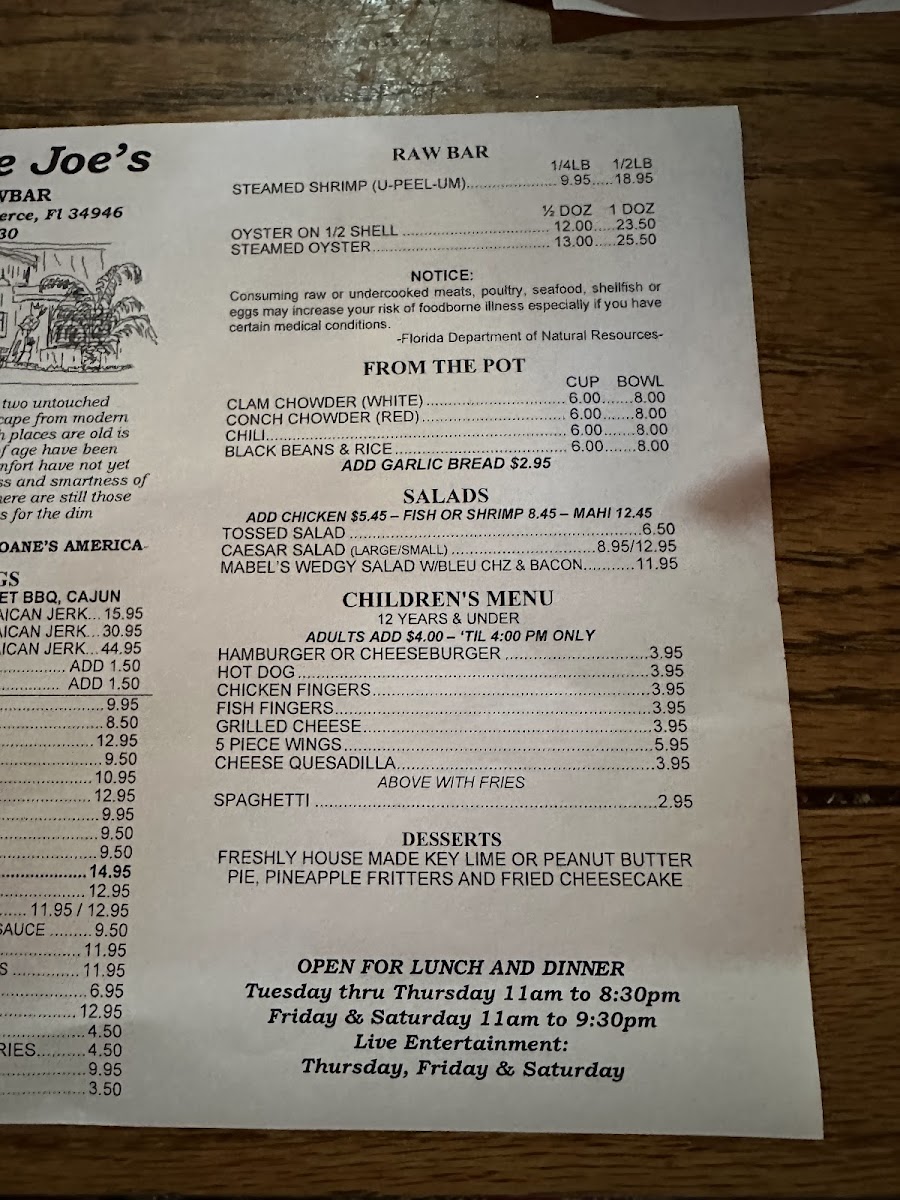 e Joe's
WBAR
erce, Fl 34946
30
two untouched
cape from modern
h places are old is
f age have been
nfort have not yet
ss and smartness of
here are still those
s for the dim
OANE'S AMERICA
GS
ET BBQ, CAJUN
AICAN JERK... 15.95
AICAN JERK... 30.95
AICAN JERK... 44.95
ADD 1.50
ADD 1.50
9.95
8.50
12.95
9.50
10.95
12.95
9.95
9.50
9.50
14.95
12.95
11.95 / 12.95
SAUCE ......... 9.50
11.95
S .............. 11.95
6.95
12.95
4.50
RIES.......... 4.50
9.95
3.50
RAW BAR
1/4LB 1/2LB
STEAMED SHRIMP (U-PEEL-UM)...................... 9.95.....18.95
½ DOZ 1 DOZ
OYSTER ON 1/2 SHELL .................................... 12.00.....23.50
STEAMED OYSTER............................................ 13.00.....25.50
NOTICE:
Consuming raw or undercooked meats, poultry, seafood, shellfish or
eggs may increase your risk of foodborne illness especially if you have
certain medical conditions.
-Florida Department of Natural Resources-
FROM THE POT
CUP BOWL
CLAM CHOWDER (WHITE).................................. 6.00.......8.00
CONCH CHOWDER (RED).................................... 6.00.......8.00
CHILI......................................................................... 6.00.......8.00
BLACK BEANS & RICE.......................................... 6.00.......8.00
ADD GARLIC BREAD $2.95
SALADS
ADD CHICKEN $5.45 – FISH OR SHRIMP 8.45 – MAHI 12.45
TOSSED SALAD ........................................................................6.50
CAESAR SALAD (LARGE/SMALL) ...................................8.95/12.95
MABEL'S WEDGY SALAD W/BLEU CHZ & BACON...........11.95
CHILDREN'S MENU
12 YEARS & UNDER
ADULTS ADD $4.00 – 'TIL 4:00 PM ONLY
HAMBURGER OR CHEESEBURGER ...................................3.95
HOT DOG.....................................................................................3.95
CHICKEN FINGERS....................................................................3.95
FISH FINGERS............................................................................3.95
GRILLED CHEESE......................................................................3.95
5 PIECE WINGS..........................................................................5.95
CHEESE QUESADILLA...............................................................3.95
ABOVE WITH FRIES
SPAGHETTI ................................................................................2.95
DESSERTS
FRESHLY HOUSE MADE KEY LIME OR PEANUT BUTTER
PIE, PINEAPPLE FRITTERS AND FRIED CHEESECAKE
OPEN FOR LUNCH AND DINNER
Tuesday thru Thursday 11am to 8:30pm
Friday & Saturday 11am to 9:30pm
Live Entertainment:
Thursday, Friday & Saturday